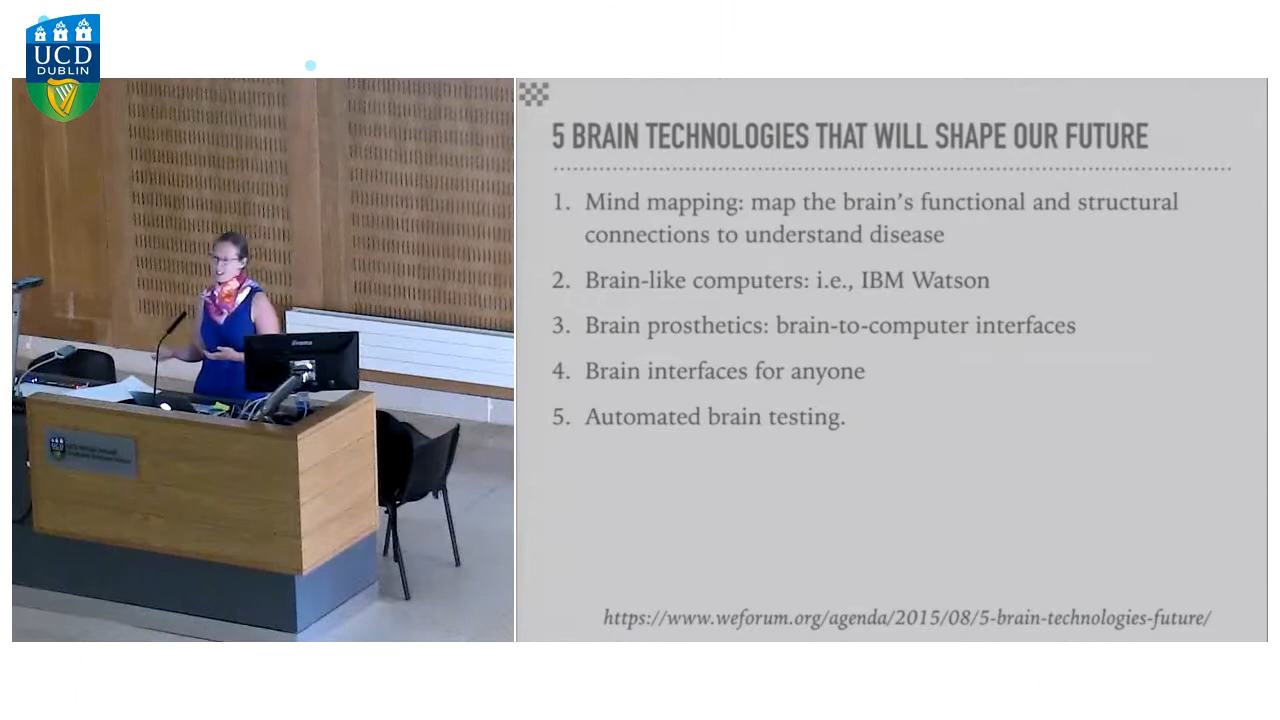 UCD
DUBLIN
5 BRAIN TECHNOLOGIES THAT WILL SHAPE OUR FUTURE
1. Mind mapping: map the brain's functional and structural
connections to understand disease
2. Brain-like computers: i.e., IBM Watson
3. Brain prosthetics: brain-to-computer interfaces
4. Brain interfaces for anyone
5. Automated brain testing.
https://www.weforum.org/agenda/2015/08/5-brain-technologies-future/